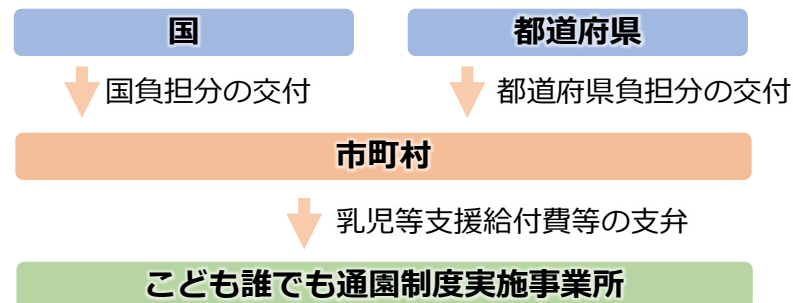 国
都道府県
国負担分の交付
都道府県負担分の交付
市町村
乳児等支援給付費等の支弁
こども誰でも通園制度実施事業所